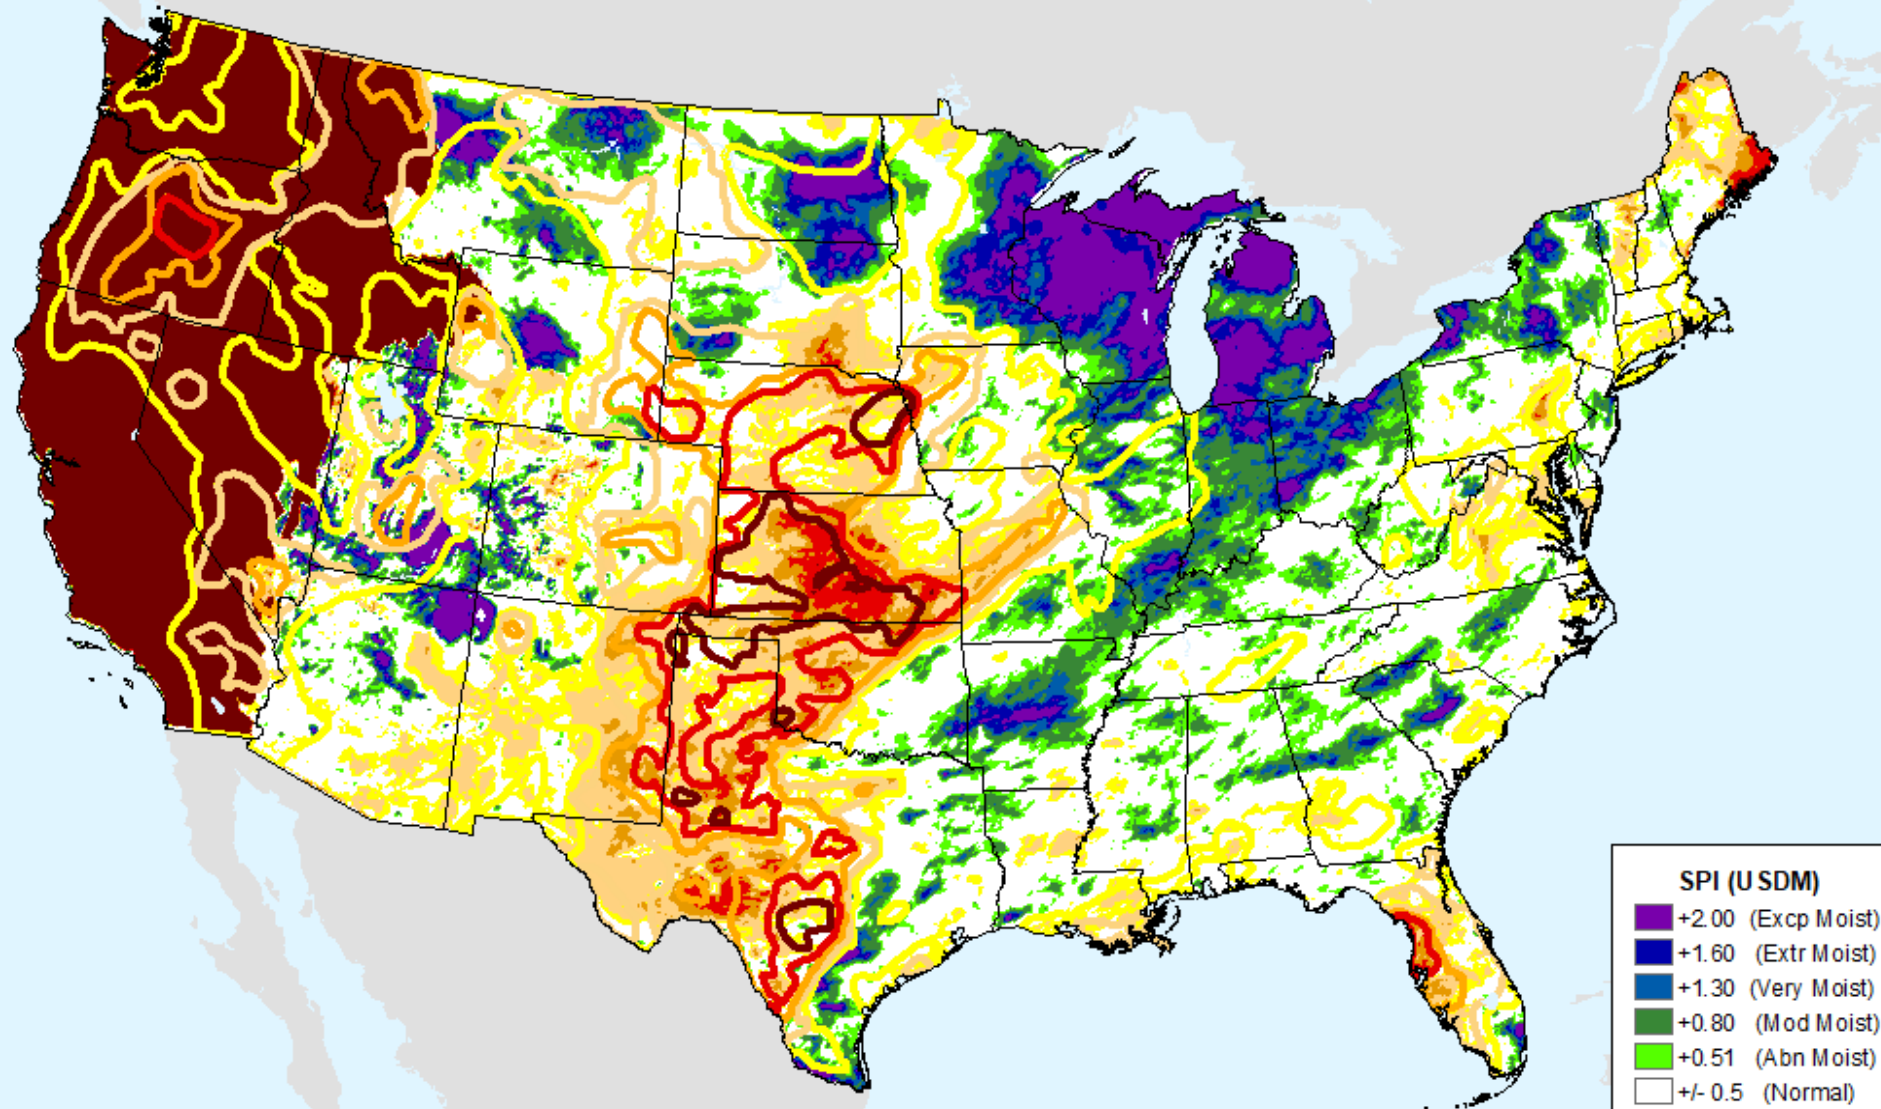 SPI (USDM)
+2.00 (Excp Moist)
+1.60 (Extr Moist)
+1.30 (Very Moist)
+0.80 (Mod Moist)
+0.51 (Abn Moist)
+/- 0.5 (Normal)